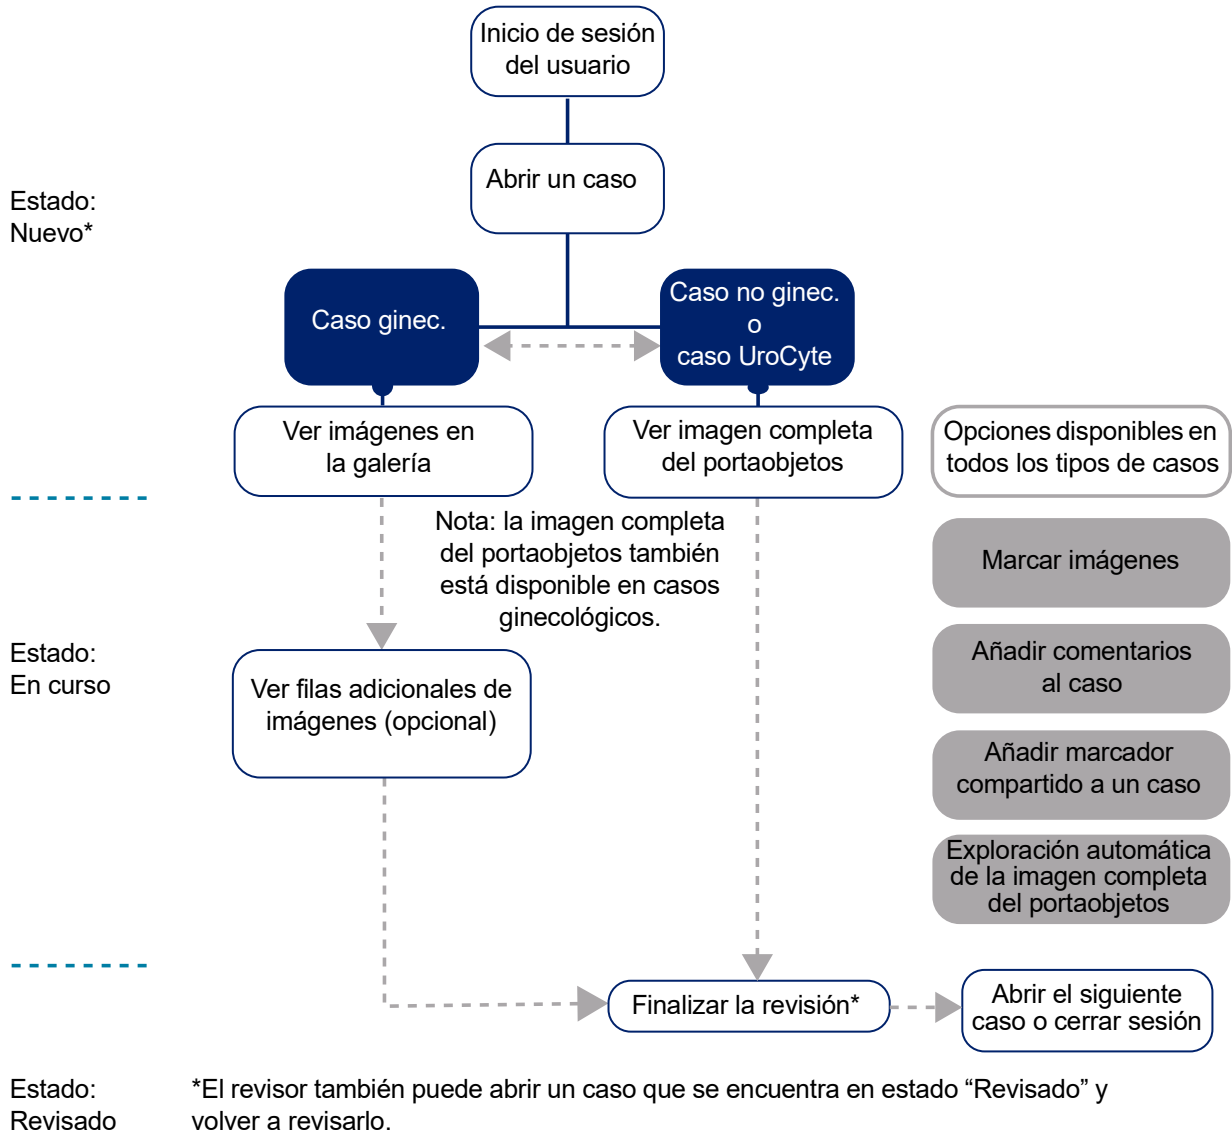 Inicio de sesión
del usuario
Abrir un caso
Estado:
Nuevo*
Caso ginec.
Caso no ginec.
o
caso UroCyte
Ver imágenes en
la galería
Ver imagen completa
del portaobjetos
Opciones disponibles en
todos los tipos de casos
Nota: la imagen completa
del portaobjetos también
está disponible en casos
ginecológicos.
Marcar imágenes
Estado:
En curso
Ver filas adicionales de
imágenes (opcional)
Añadir comentarios
al caso
Añadir marcador
compartido a un caso
Exploración automática
de la imagen completa
del portaobjetos
Finalizar la revisión*
Abrir el siguiente
caso o cerrar sesión
Estado:
Revisado
*El revisor también puede abrir un caso que se encuentra en estado “Revisado” y
volver a revisarlo.